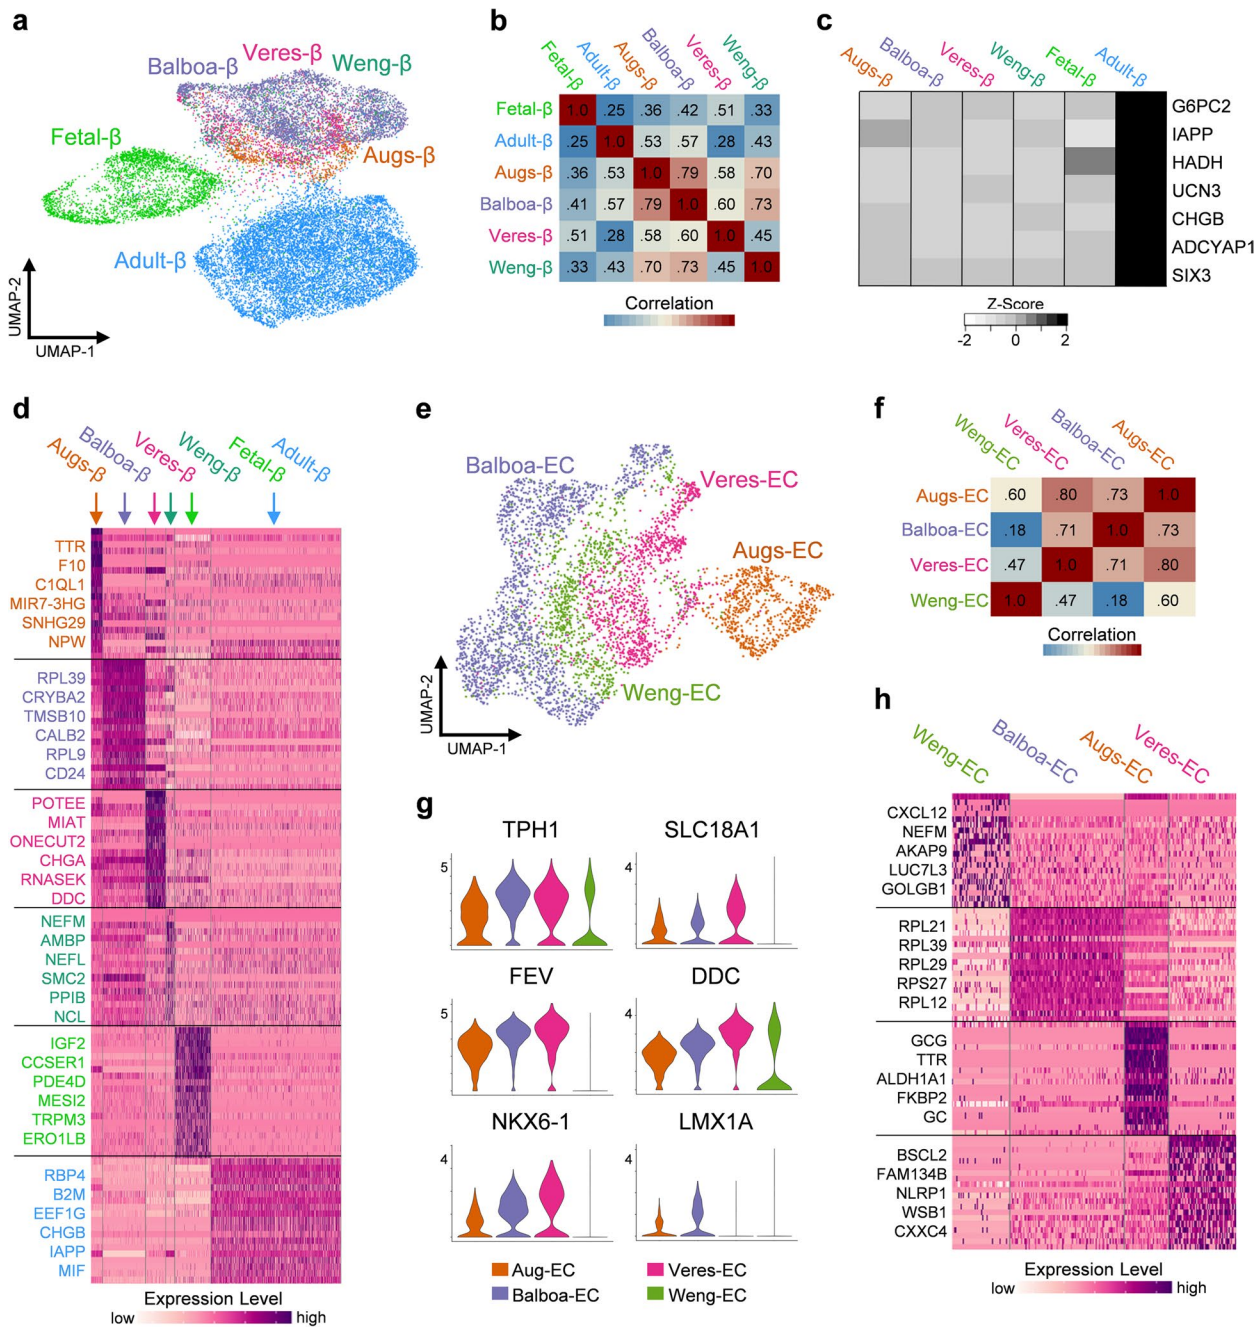 a
Veres-β
Balboa-β
Weng-β
Fetal-β
Augs-β
Adult-β
UMAP-2
UMAP-1
b
Fetal-β
Adult-β
Augs-β
Balboa-β
Veres-β
Weng-β
Fetal-β 1.0 .25 .36 .42 .51 .33
Adult-β .25 1.0 .53 .57 .28 .43
Augs-β .36 .53 1.0 .79 .58 .70
Balboa-β .41 .57 .79 1.0 .60 .73
Veres-β .51 .28 .58 .60 1.0 .45
Weng-β .33 .43 .70 .73 .45 1.0
Correlation
c
Augs-β
Balboa-β
Veres-β
Weng-β
Fetal-β
Adult-β
G6PC2
IAPP
HADH
UCN3
CHGB
ADCYAP1
SIX3
Z-Score
-2 0 2
d
Augs-β
Balboa-β
Veres-β
Weng-β
Fetal-β
Adult-β
TTR
F10
C1QL1
MIR7-3HG
SNHG29
NPW
RPL39
CRYBA2
TMSB10
CALB2
RPL9
CD24
POTEE
MIAT
ONECUT2
CHGA
RNASEK
DDC
NEFM
AMBP
NEFL
SMC2
PPIB
NCL
IGF2
CCSER1
PDE4D
MESI2
TRPM3
ERO1LB
RBP4
B2M
EEF1G
CHGB
IAPP
MIF
Expression Level
low high
e
Balboa-EC
Veres-EC
Augs-EC
Weng-EC
UMAP-2
UMAP-1
f
Weng-EC
Veres-EC
Balboa-EC
Augs-EC
Augs-EC .60 .80 .73 1.0
Balboa-EC .18 .71 1.0 .73
Veres-EC .47 1.0 .71 .80
Weng-EC 1.0 .47 .18 .60
Correlation
g
TPH1 SLC18A1
5 4
FEV DDC
5 4
NKX6-1 LMX1A
4 4
Aug-EC Veres-EC
Balboa-EC Weng-EC
h
Weng-EC
Balboa-EC
Augs-EC
Veres-EC
CXCL12
NEFM
AKAP9
LUC7L3
GOLGB1
RPL21
RPL39
RPL29
RPS27
RPL12
GCG
TTR
ALDH1A1
FKBP2
GC
BSCL2
FAM134B
NLRP1
WSB1
CXXC4
Expression Level
low high